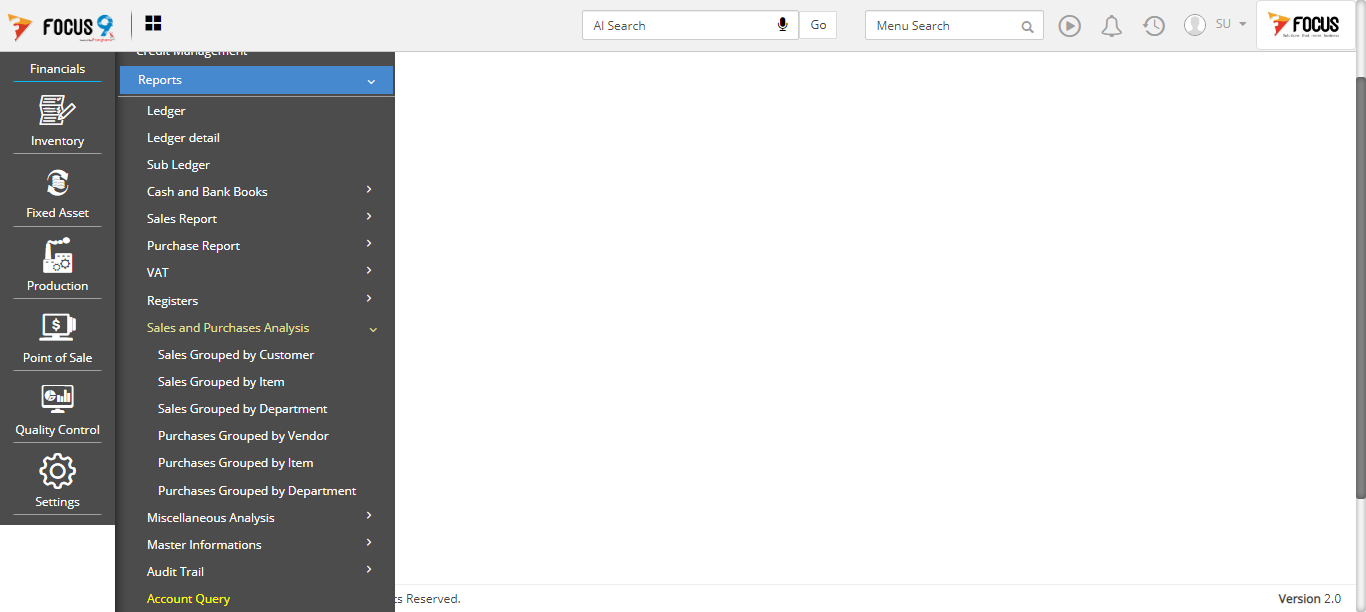 FOCUS 9
AI Search
Go
Menu Search
SU
FOCUS
Credit Management
Financials
Inventory
Fixed Asset
Production
Point of Sale
Quality Control
Settings
Reports
Ledger
Ledger detail
Sub Ledger
Cash and Bank Books
Sales Report
Purchase Report
VAT
Registers
Sales and Purchases Analysis
Sales Grouped by Customer
Sales Grouped by Item
Sales Grouped by Department
Purchases Grouped by Vendor
Purchases Grouped by Item
Purchases Grouped by Department
Miscellaneous Analysis
Master Informations
Audit Trail
Account Query
ts Reserved.
Version 2.0